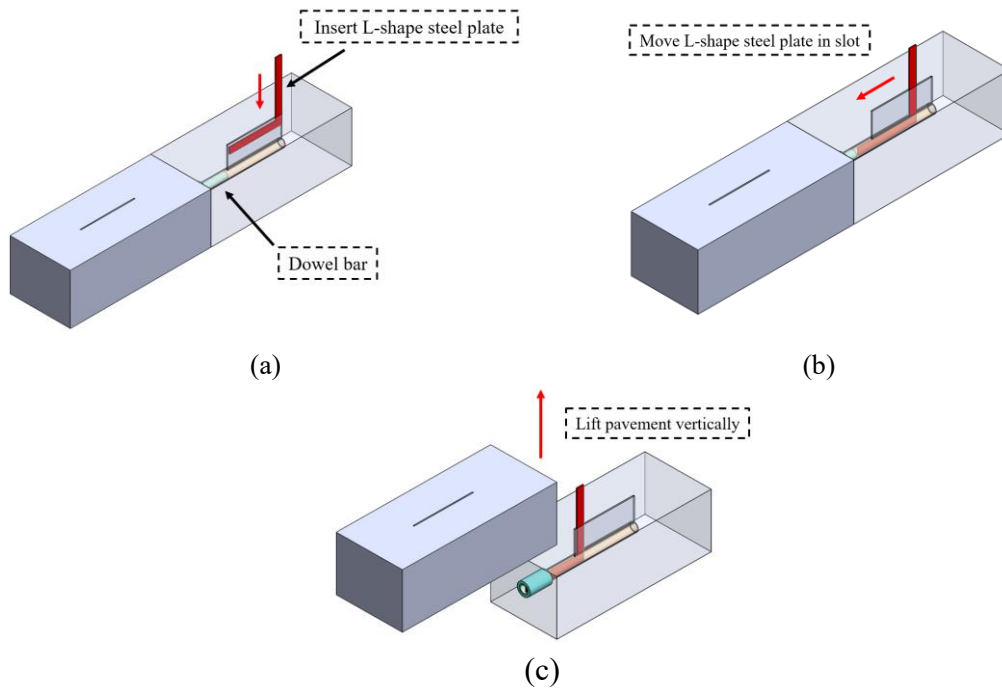 Insert L-shape steel plate
Move L-shape steel plate in slot
Dowel bar
(a)
(b)
Lift pavement vertically
(c)